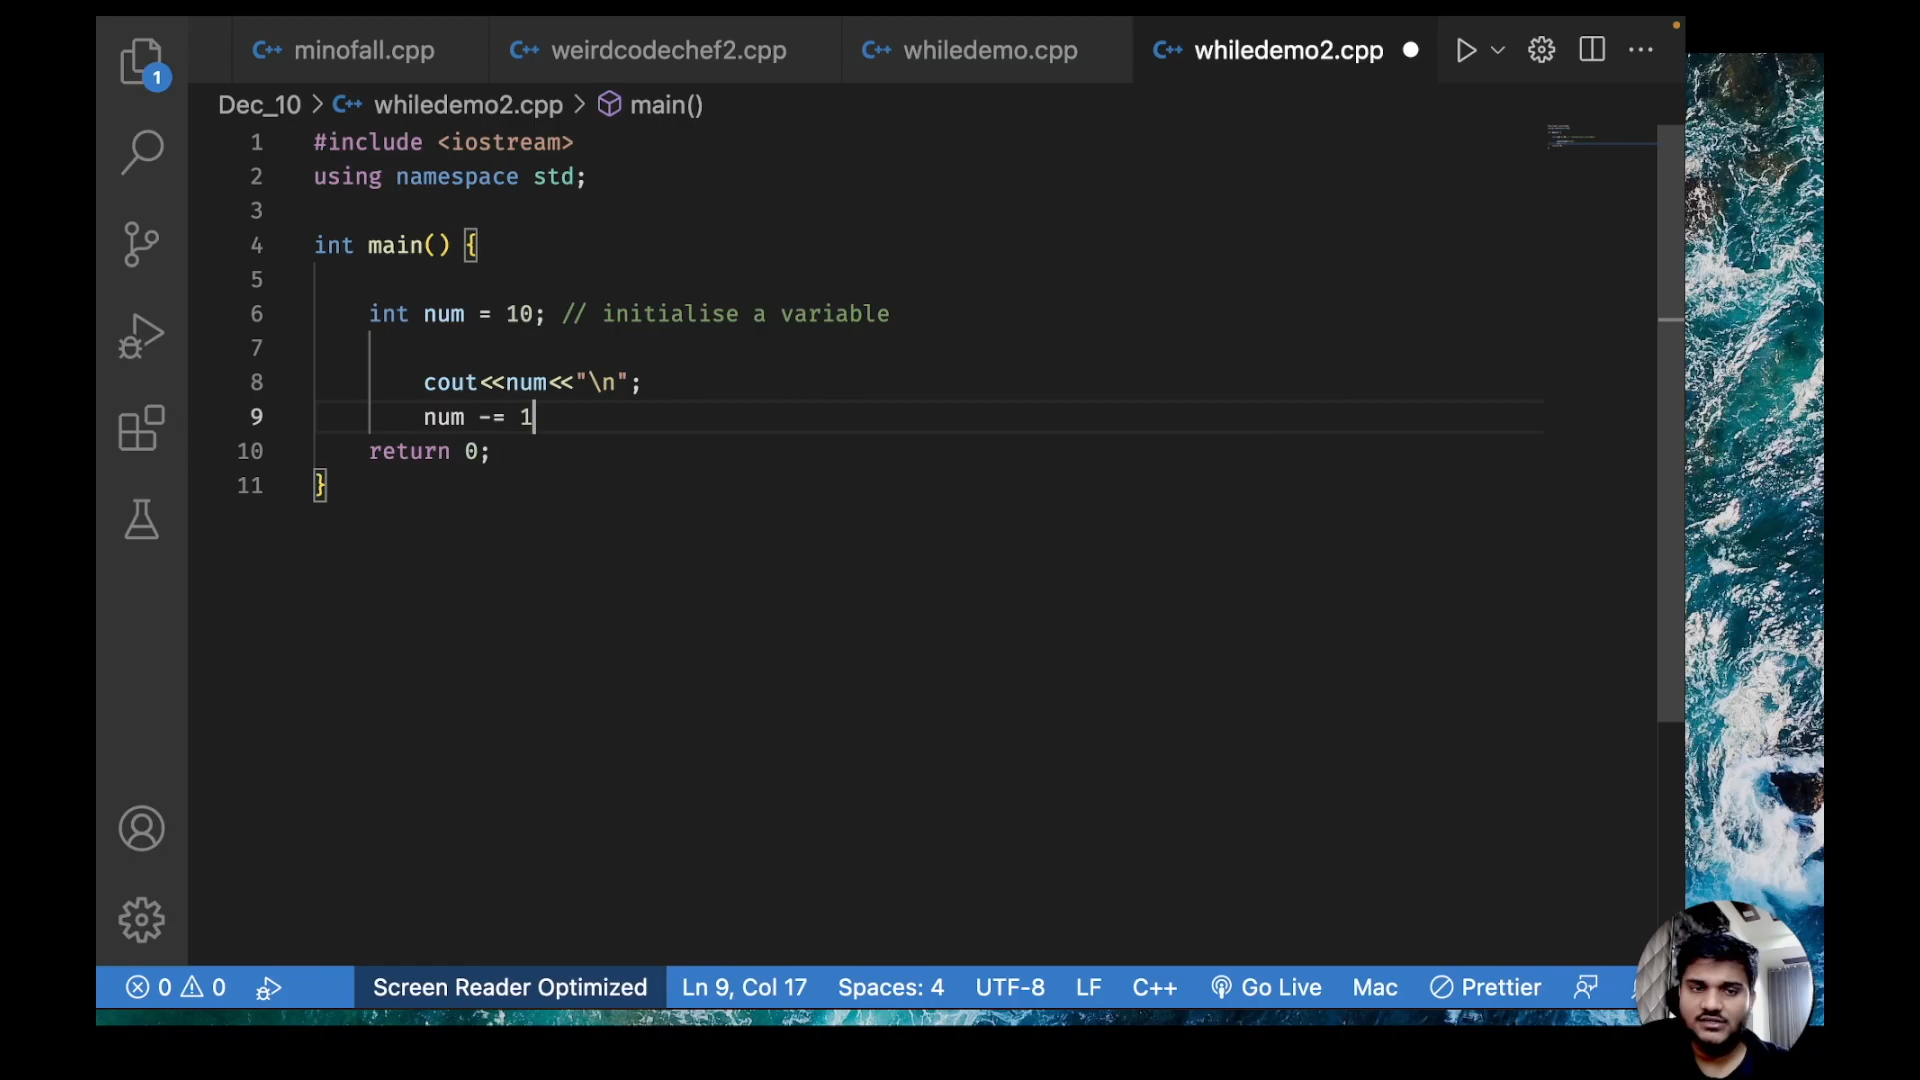 1
C++ minofall.cpp
C++ weirdcodechef2.cpp
C++ whiledemo.cpp
C++ whiledemo2.cpp
Dec_10 > C++ whiledemo2.cpp > main()
1 #include <iostream>
2 using namespace std;
3
4 int main() {
5
6 int num = 10; // initialise a variable
7
8 cout<<num<<"\n";
9 num -= 1
10 return 0;
11 }
0 0 Screen Reader Optimized Ln 9, Col 17 Spaces: 4 UTF-8 LF C++ Go Live Mac Prettier